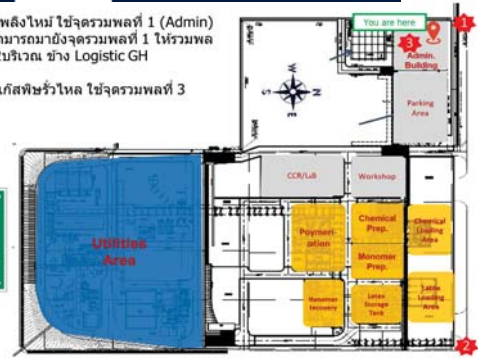 พลิงไหม้ ใช้จุดรวมพลที่ 1 (Admin)
ามารถมายังจุดรวมพลที่ 1 ให้รวมพล
บริเวณ ข้าง Logistic GH
แก๊สพิษรั่วไหล ใช้จุดรวมพลที่ 3
You are here
1
3
Admin.
Building
N
E
S
W
Parking
Area
CCR/LaB
Workshop
Utilities
Area
Poymeri-
zation
Chemical
Prep.
Chemical
Loading
Area
Monomer
Prep.
Monomer
recovery
Latex
Storage
Tank
Latex
Loading
Area
2